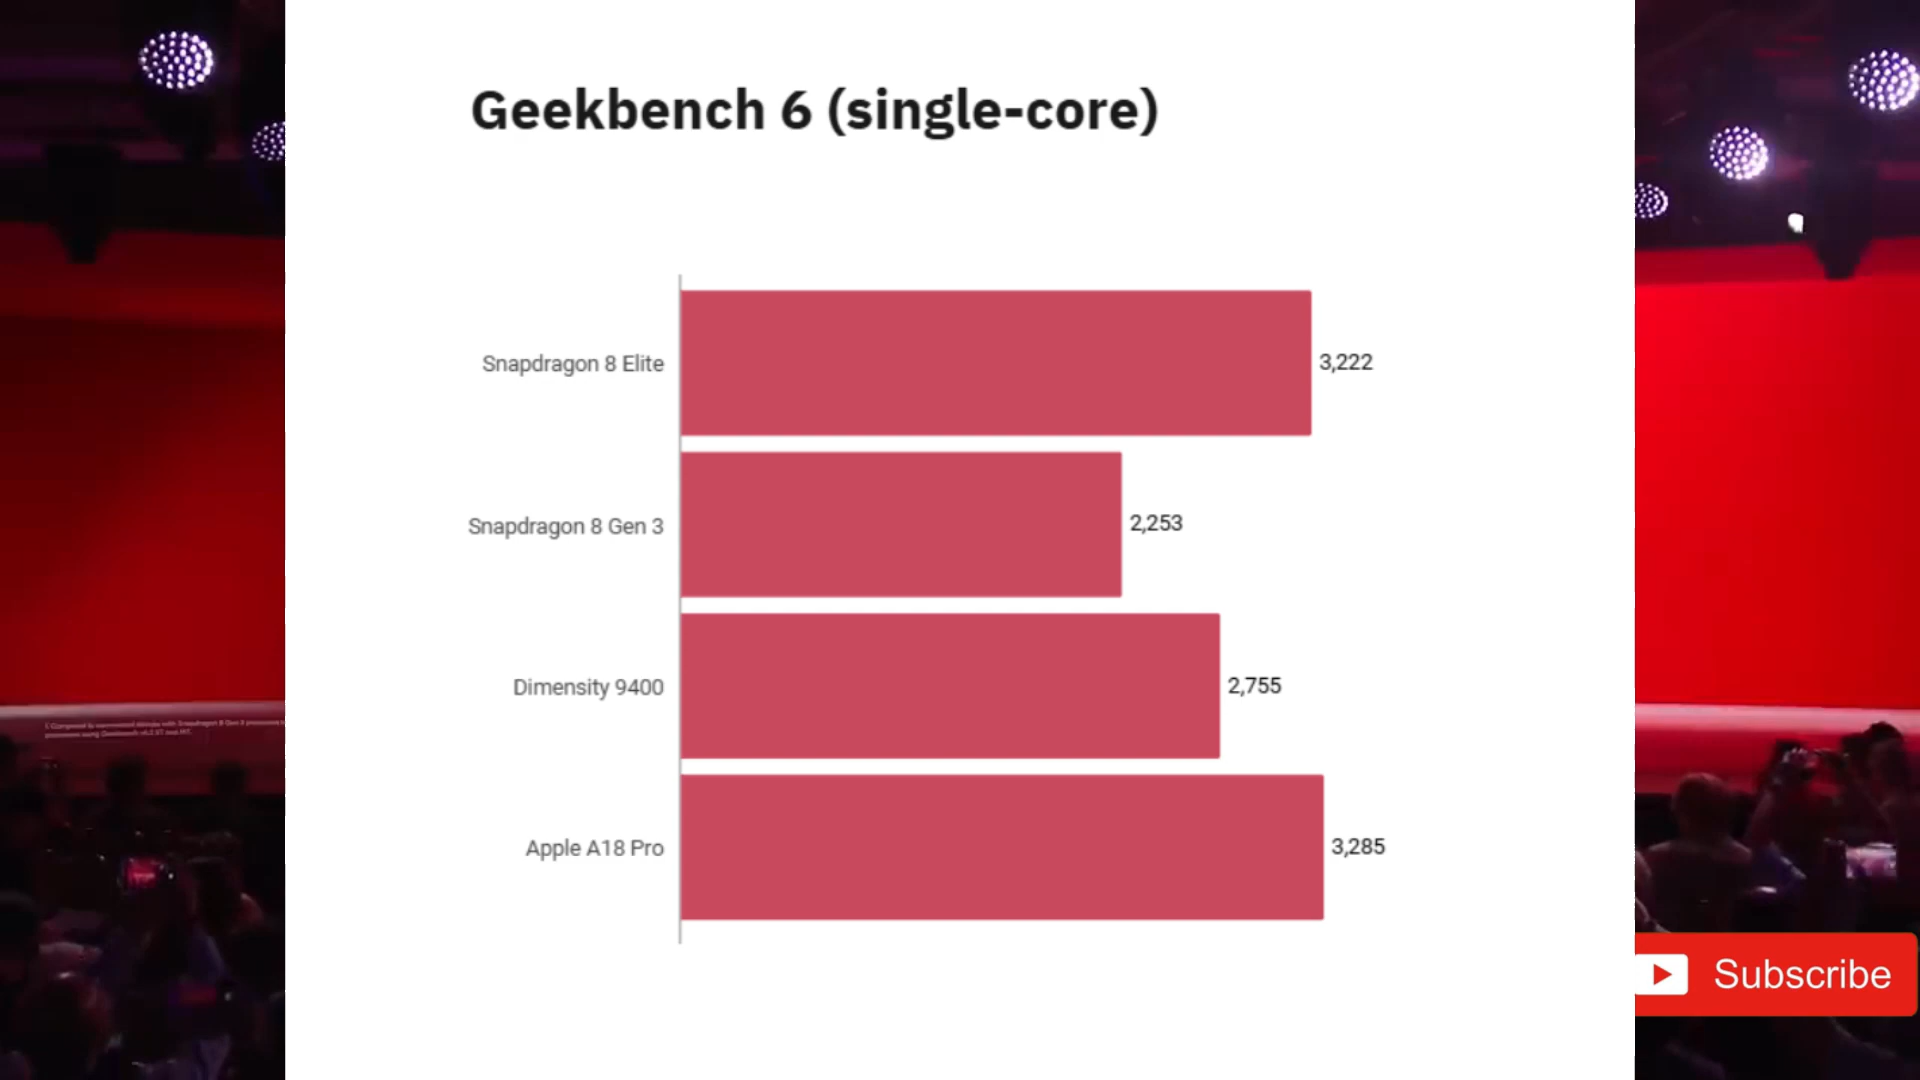 Geekbench 6 (single-core)
Snapdragon 8 Elite
3,222
Snapdragon 8 Gen 3
2,253
Dimensity 9400
2,755
Apple A18 Pro
3,285
Subscribe